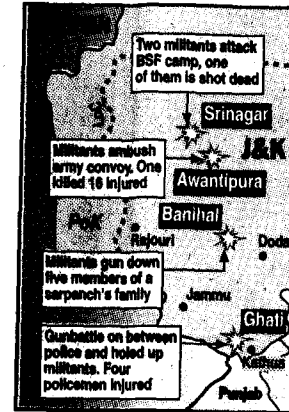 Two militants attack
BSF camp, one
of them is shot dead
Srinagar
J&K
Militants ambush
army convoy. One
killed 16 injured
Awantipura
Banihal
PoK
Rajouri
Doda
Militants gun down
five members of a
sarpanch's family
Jammu
Ghati
Gunbattle on between
police and holed up
militants. Four
policemen injured
Kathua
Punjab